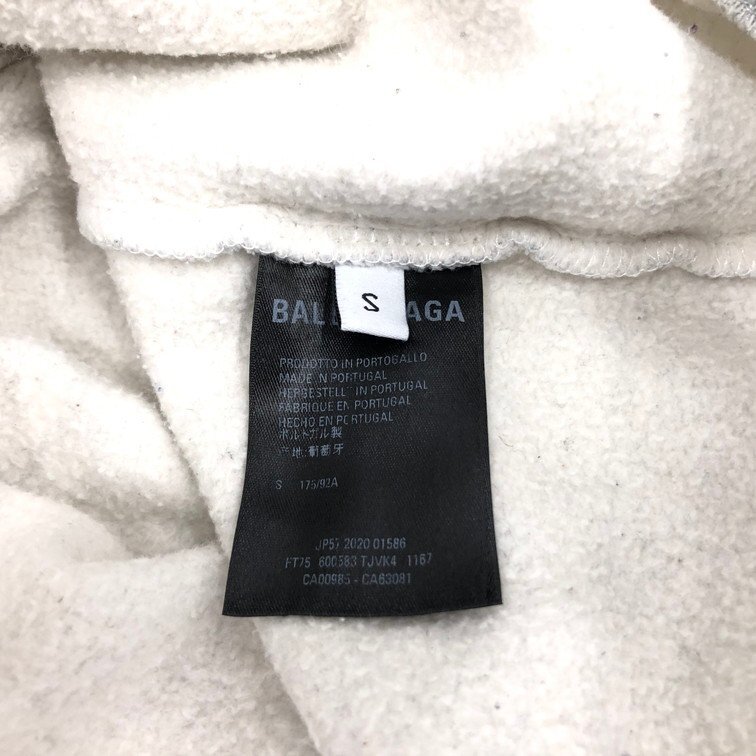 S
BAL AGA
PRODOTTO IN PORTOGALLO
MADE IN PORTUGAL
HERGESTELLT IN PORTUGAL
FABRIQUE EN PORTUGAL
HECHO EN PORTUGAL
ポルトガル製
产地:葡萄牙
S 175/92A
JP57 2020 01586
FT75 600583 TJVK4 1167
CA00985 - CA63081